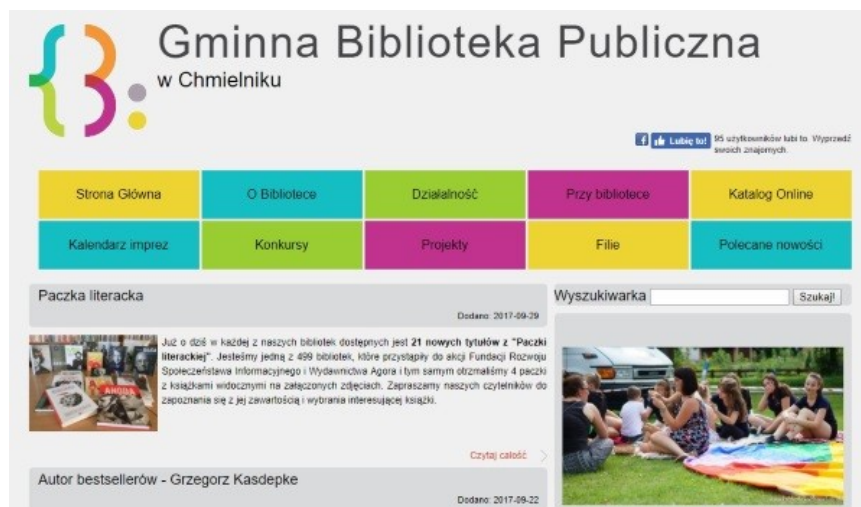 Gminna Biblioteka Publiczna
w Chmielniku
Lubię to!
95 użytkowników lubi to. Wyprzedź
swoich znajomych.
Strona Główna
O Bibliotece
Działalność
Przy bibliotece
Katalog Online
Kalendarz imprez
Konkursy
Projekty
Filie
Polecane nowości
Paczka literacka
Dodano: 2017-09-29
Już o dziś w każdej z naszych bibliotek dostępnych jest 21 nowych tytułów z "Paczki
literackiej". Jesteśmy jedną z 499 bibliotek, które przystąpiły do akcji Fundacji Rozwoju
Społeczeństwa Informacyjnego i Wydawnictwa Agora i tym samym otrzmaliśmy 4 paczki
z książkami widocznymi na załączonych zdjęciach. Zapraszamy naszych czytelników do
zapoznania się z jej zawartością i wybrania interesującej książki.
Czytaj całość
Autor bestsellerów - Grzegorz Kasdepke
Dodano: 2017-09-22
Wyszukiwarka
Szukaj!